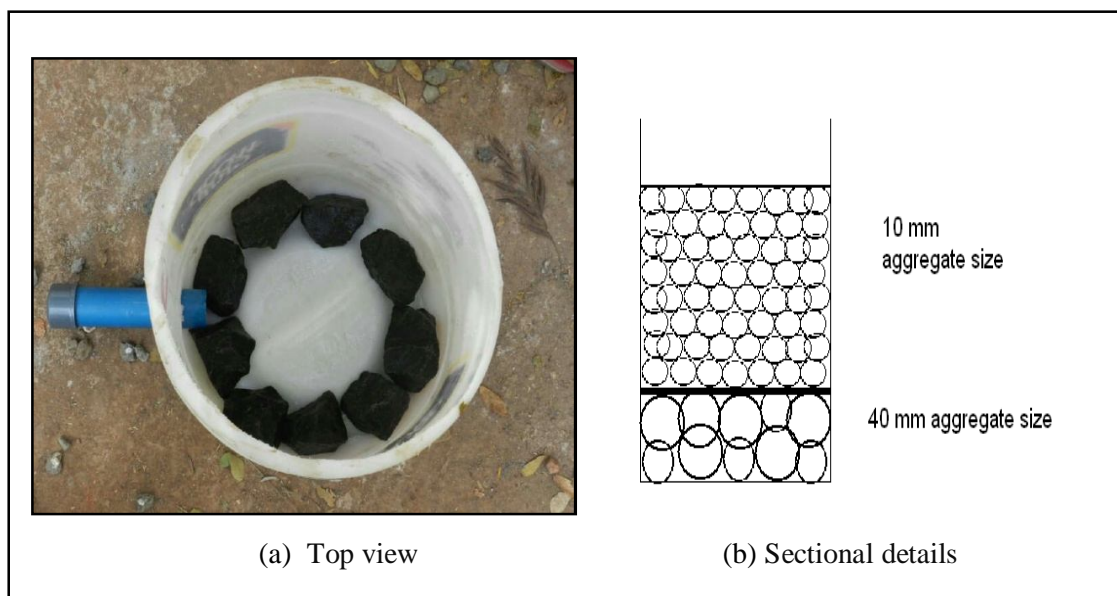 10 mm
aggregate size
40 mm aggregate size
(a) Top view
(b) Sectional details